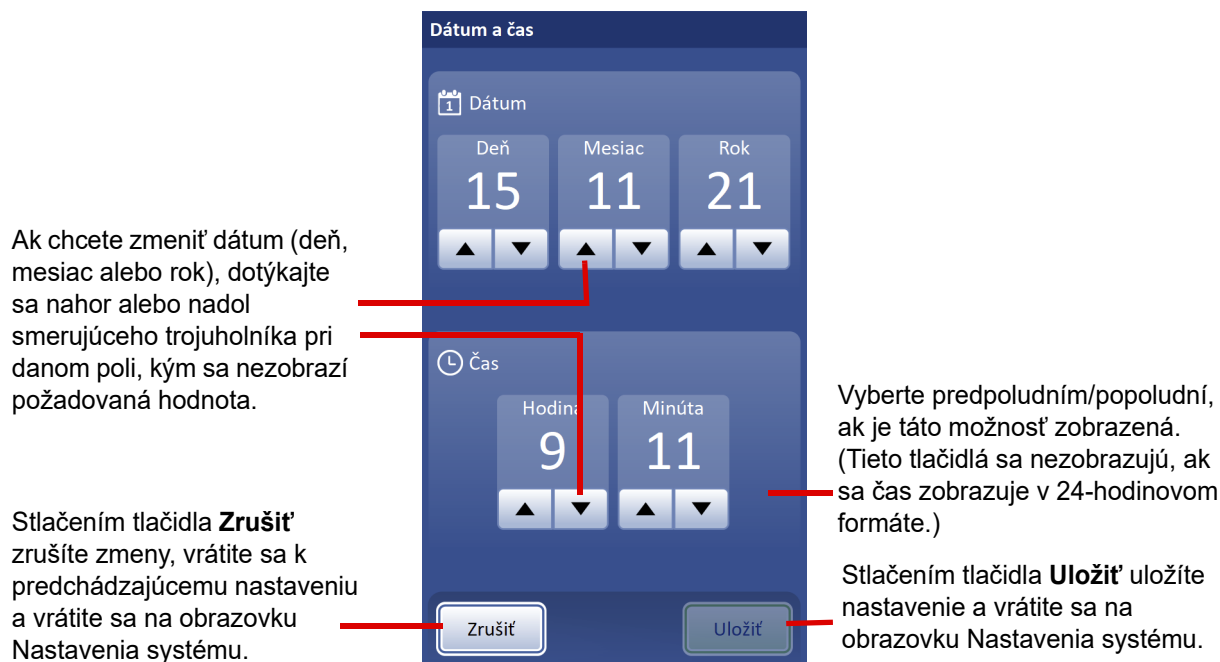 Dátum a čas
1 Dátum
Deň Mesiac Rok
15 11 21
Ak chcete zmeniť dátum (deň,
mesiac alebo rok), dotýkajte
sa nahor alebo nadol
smerujúceho trojuholníka pri
danom poli, kým sa nezobrazí
požadovaná hodnota.
Čas
Hodina Minúta
9 11
Vyberte predpoludním/popoludní,
ak je táto možnosť zobrazená.
(Tieto tlačidlá sa nezobrazujú, ak
sa čas zobrazuje v 24-hodinovom
formáte.)
Stlačením tlačidla Zrušiť
zrušíte zmeny, vrátite sa k
predchádzajúcemu nastaveniu
a vrátite sa na obrazovku
Nastavenia systému.
Zrušiť Uložiť
Stlačením tlačidla Uložiť uložíte
nastavenie a vrátite sa na
obrazovku Nastavenia systému.